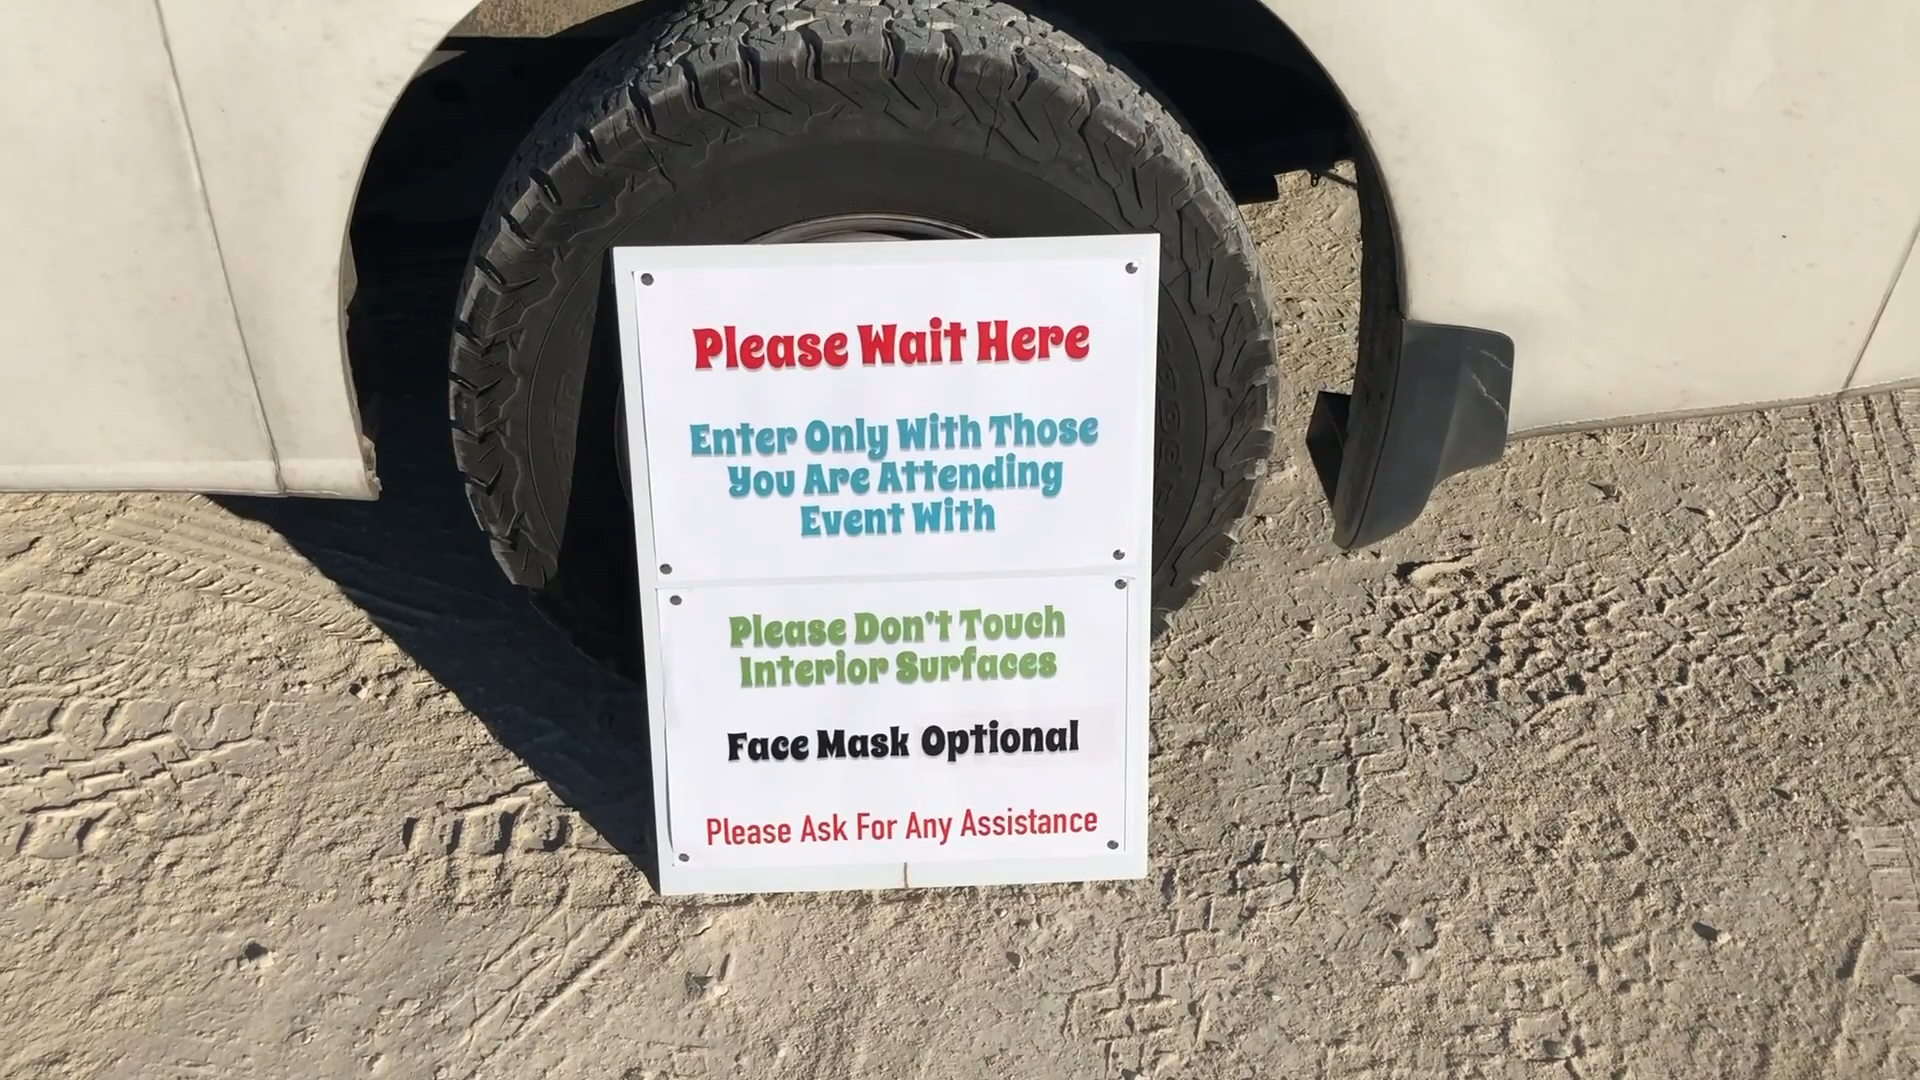 Please Wait Here
Enter Only With Those
You Are Attending
Event With
Please Don't Touch
Interior Surfaces
Face Mask Optional
Please Ask For Any Assistance